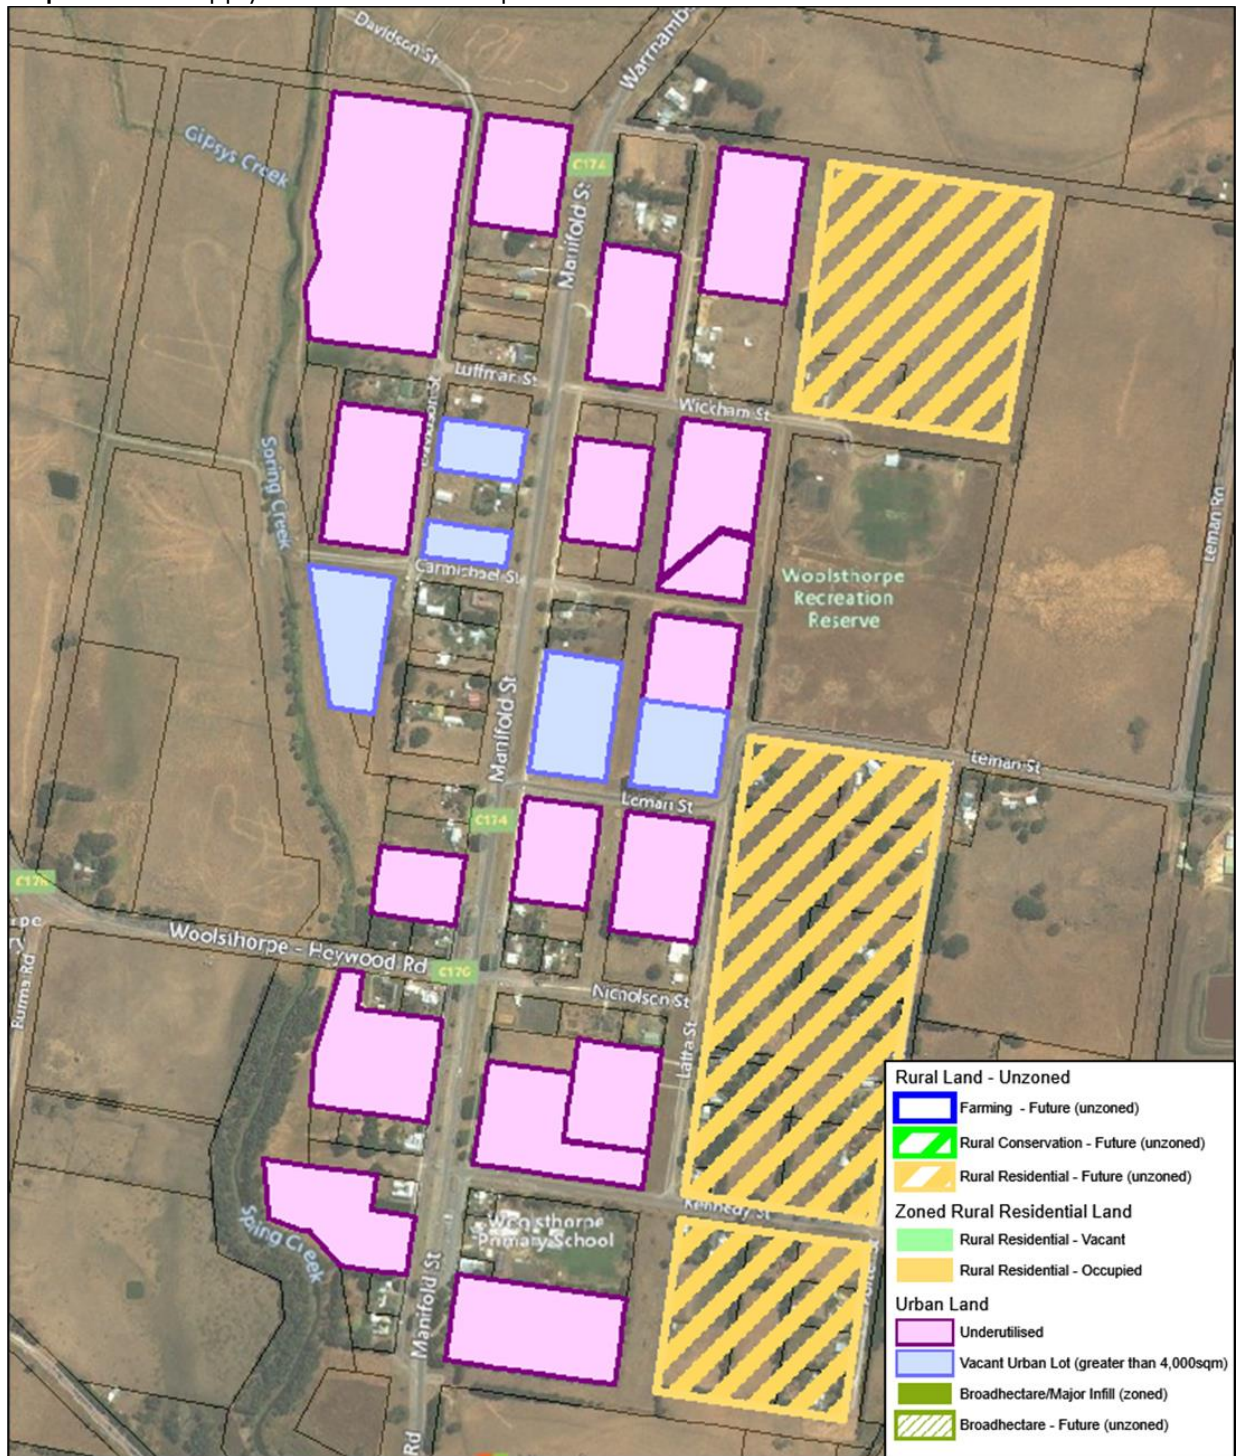 Davidson St
Warrnamb
Gipsys Creek
C174
Manifold St
Luffman St
Wickham St
Spring Creek
Carmichael St
Leman Rd
Woolsthorpe
Recreation
Reserve
Manifold St
Leman St
Leman St
C174
C176
Woolsthorpe - Heywood Rd
C176
Nicholson St
Latta St
Rural Land - Unzoned
Farming - Future (unzoned)
Rural Conservation - Future (unzoned)
Rural Residential - Future (unzoned)
Kennedy St
Zoned Rural Residential Land
Rural Residential - Vacant
Rural Residential - Occupied
Spring Creek
Woolsthorpe
Primary School
Manifold St
Urban Land
Underutilised
Vacant Urban Lot (greater than 4,000sqm)
Broadhectare/Major Infill (zoned)
Broadhectare - Future (unzoned)
Rd